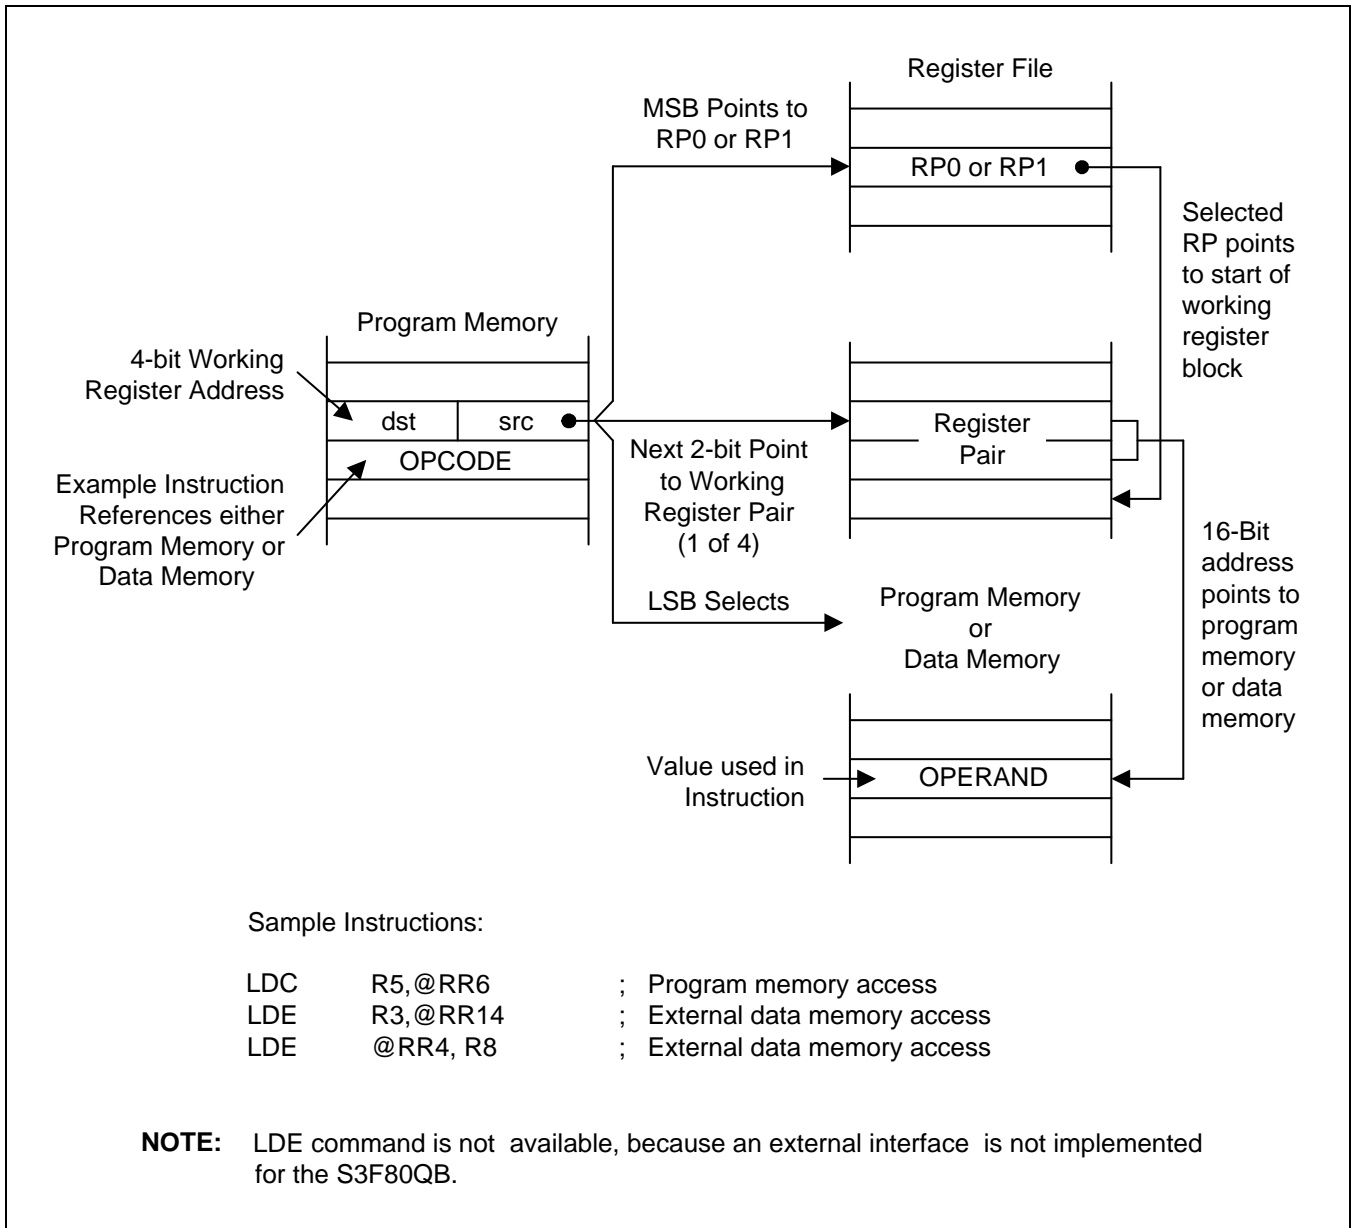 Register File
MSB Points to
RP0 or RP1
RP0 or RP1
Selected
RP points
to start of
working
register
block
Program Memory
4-bit Working
Register Address
dst src
OPCODE
Example Instruction
References either
Program Memory or
Data Memory
Next 2-bit Point
to Working
Register Pair
(1 of 4)
Register
Pair
LSB Selects
Program Memory
or
Data Memory
16-Bit
address
points to
program
memory
or data
memory
Value used in
Instruction
OPERAND
Sample Instructions:
LDC R5,@RR6 ; Program memory access
LDE R3,@RR14 ; External data memory access
LDE @RR4, R8 ; External data memory access
NOTE: LDE command is not available, because an external interface is not implemented
for the S3F80QB.